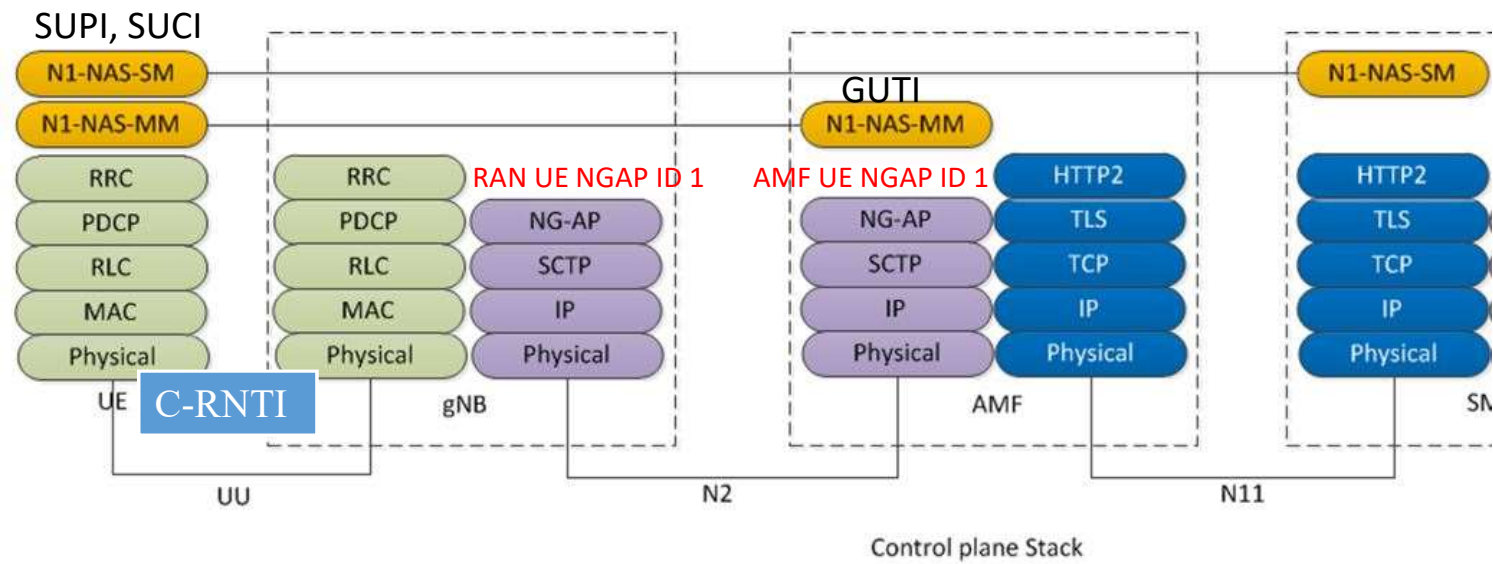 SUPI, SUCI
N1-NAS-SM
N1-NAS-SM
GUTI
N1-NAS-MM
N1-NAS-MM
RRC
RRC
RAN UE NGAP ID 1
AMF UE NGAP ID 1
HTTP2
HTTP2
PDCP
PDCP
NG-AP
NG-AP
TLS
TLS
RLC
RLC
SCTP
SCTP
TCP
TCP
MAC
MAC
IP
IP
IP
IP
Physical
Physical
Physical
Physical
Physical
Physical
UE
C-RNTI
gNB
AMF
SM
UU
N2
N11
Control plane Stack